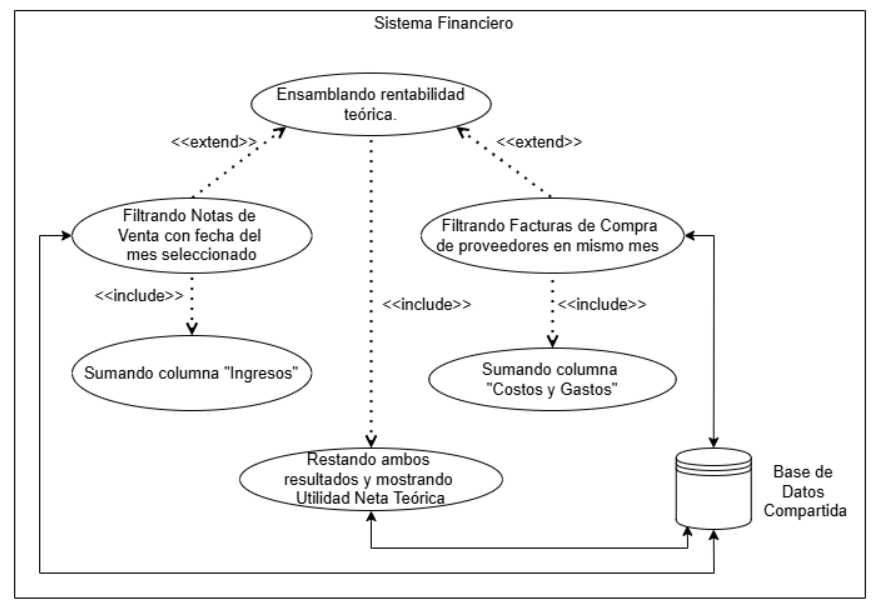 Sistema Financiero
Ensamblando rentabilidad
teórica.
<<extend>>
<<extend>>
Filtrando Notas de
Venta con fecha del
mes seleccionado
Filtrando Facturas de Compra
de proveedores en mismo mes
<<include>>
<<include>>
<<include>>
Sumando columna "Ingresos"
Sumando columna
"Costos y Gastos"
Restando ambos
resultados y mostrando
Utilidad Neta Teórica
Base de
Datos
Compartida